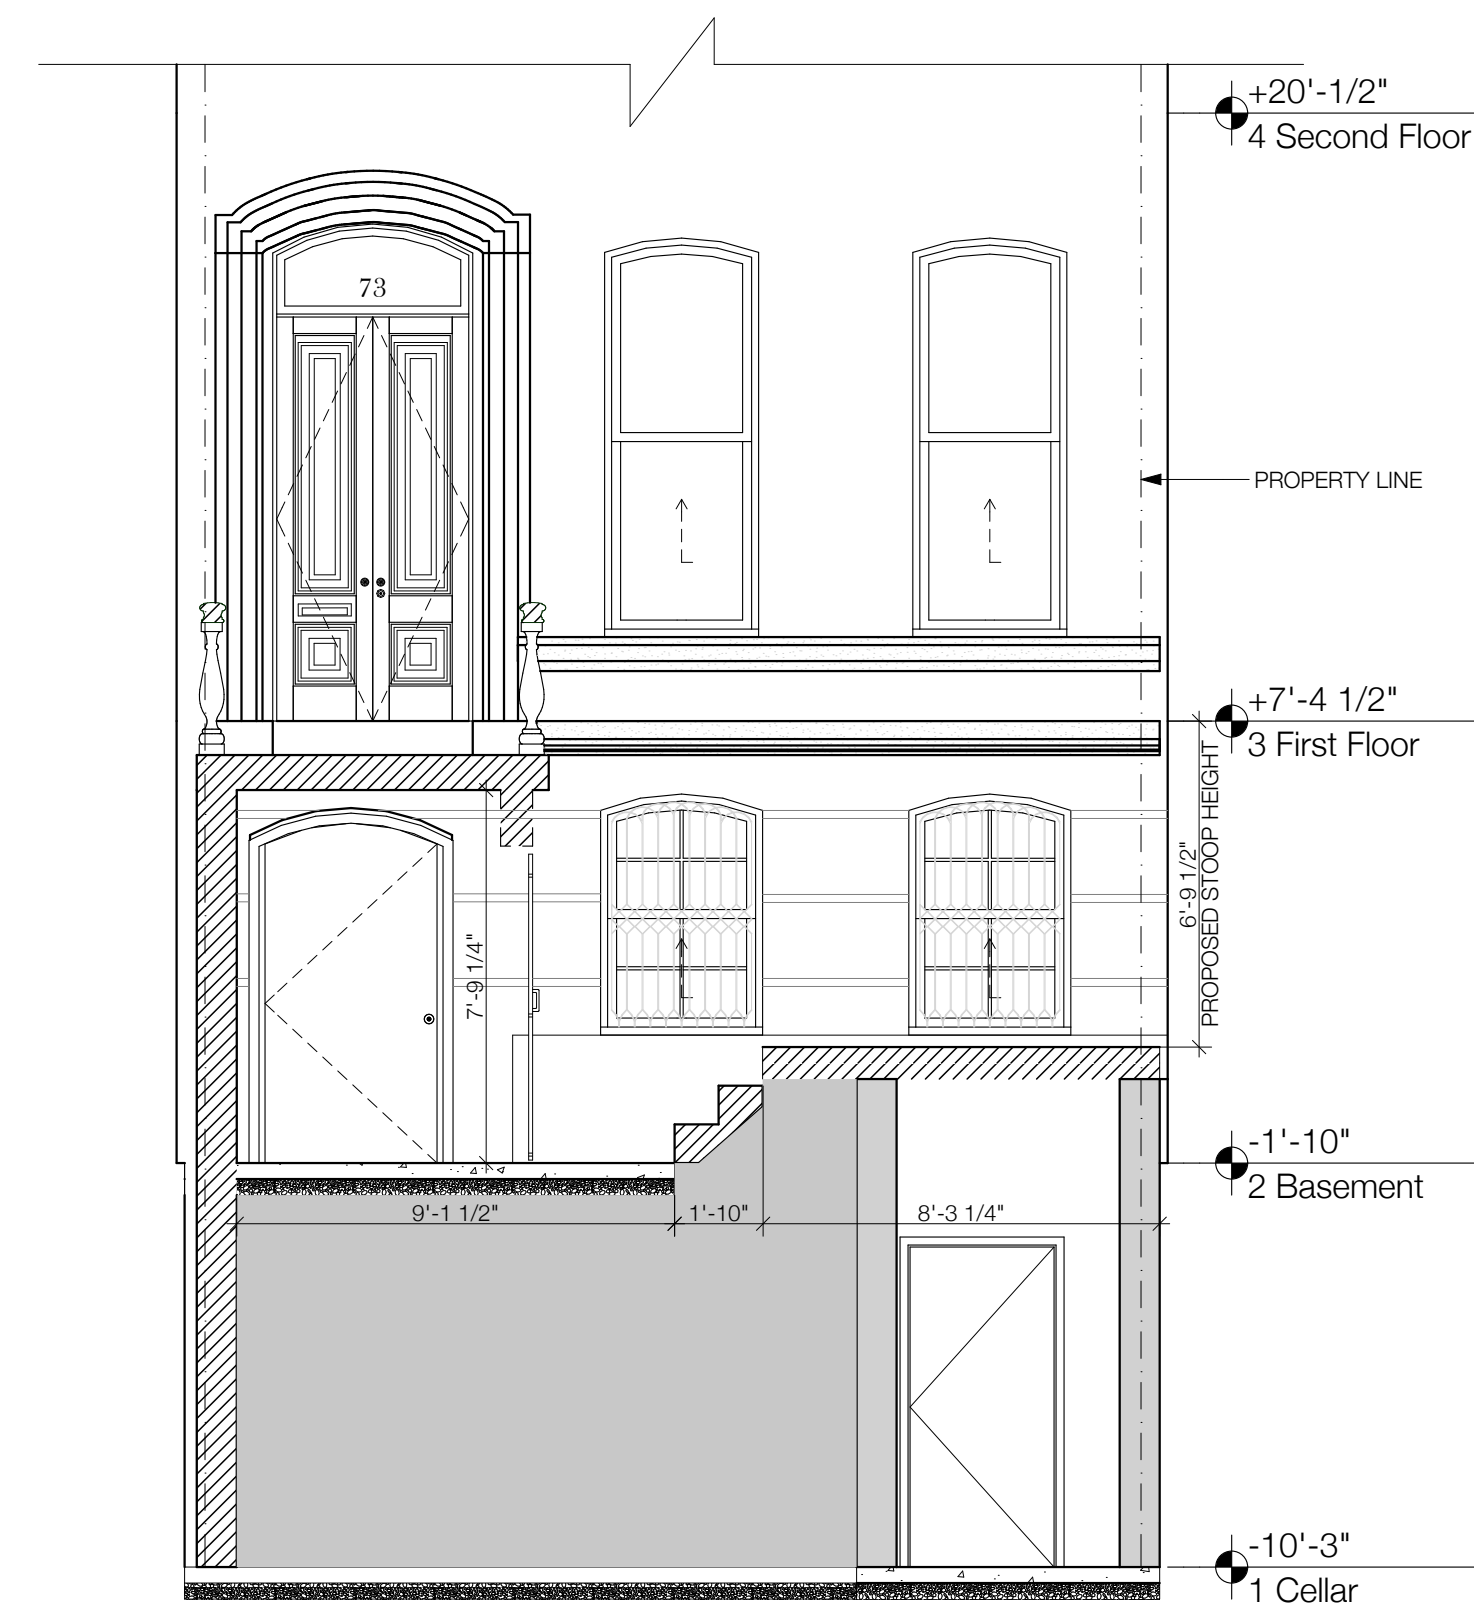 +20'-1/2"
4 Second Floor
73
PROPERTY LINE
+7'-4 1/2"
3 First Floor
6'-9 1/2"
PROPOSED STOOP HEIGHT
7'-9 1/4"
-1'-10"
2 Basement
9'-1 1/2"
1'-10"
8'-3 1/4"
-10'-3"
1 Cellar